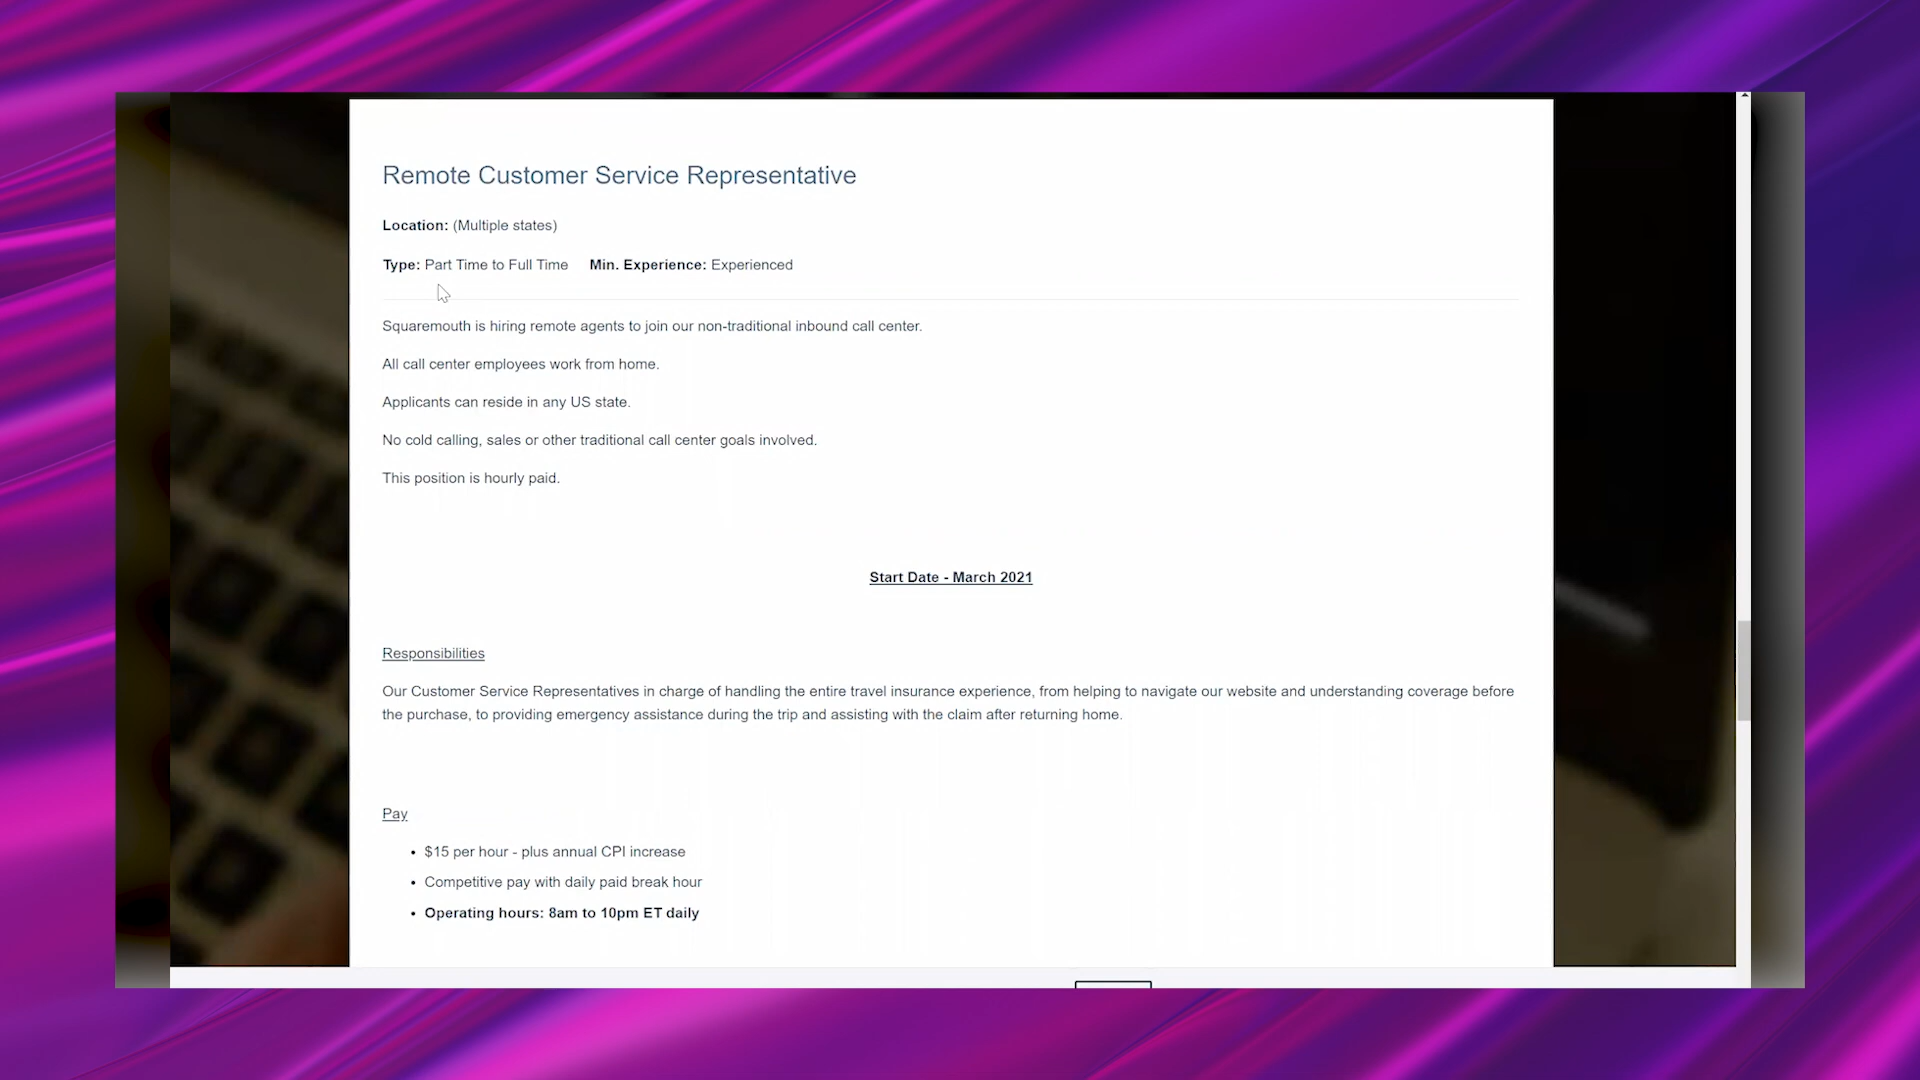 Remote Customer Service Representative
Location: (Multiple states)
Type: Part Time to Full Time Min. Experience: Experienced
Squaremouth is hiring remote agents to join our non-traditional inbound call center.
All call center employees work from home.
Applicants can reside in any US state.
No cold calling, sales or other traditional call center goals involved.
This position is hourly paid.
Start Date - March 2021
Responsibilities
Our Customer Service Representatives in charge of handling the entire travel insurance experience, from helping to navigate our website and understanding coverage before
the purchase, to providing emergency assistance during the trip and assisting with the claim after returning home.
Pay
• $15 per hour - plus annual CPI increase
• Competitive pay with daily paid break hour
• Operating hours: 8am to 10pm ET daily